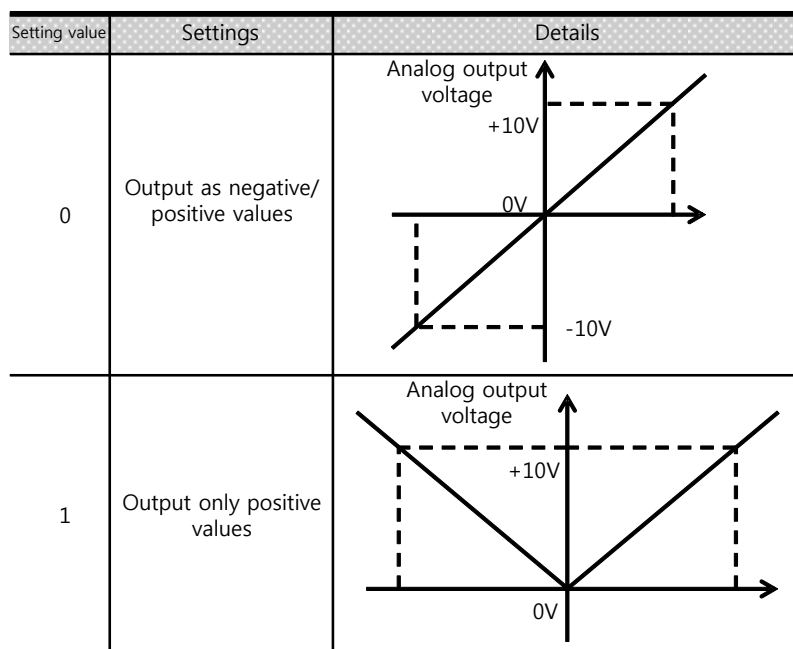 Setting value
Settings
Details
0
Output as negative/
positive values
Analog output
voltage
+10V
0V
-10V
1
Output only positive
values
Analog output
voltage
+10V
0V